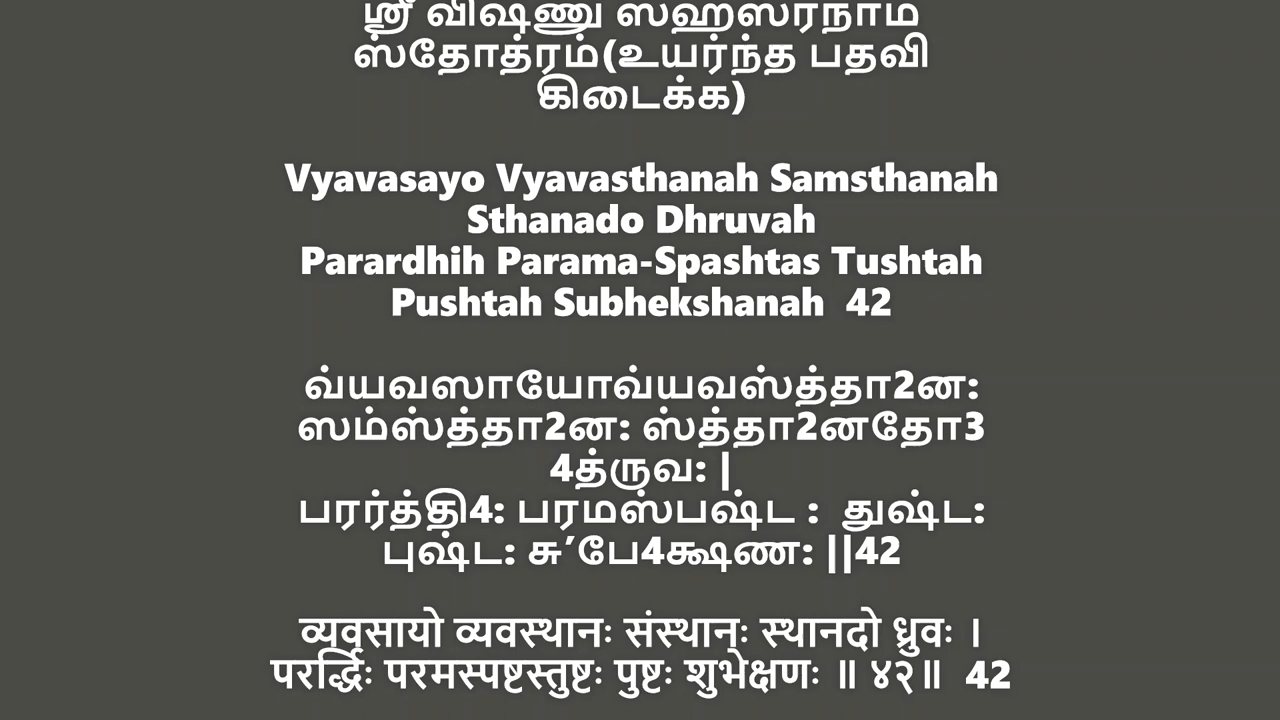 ஸ்ரீ விஷ்ணு ஸஹஸ்ரநாம
ஸ்தோத்ரம்(உயர்ந்த பதவி
கிடைக்க)
Vyavasayo Vyavasthanah Samsthanah
Sthanado Dhruvah
Parardhih Parama-Spashtas Tushtah
Pushtah Subhekshanah 42
வ்யவஸாயோவ்யவஸ்த்தா2ன:
ஸம்ஸ்த்தா2ன: ஸ்த்தா2னதோ3
4த்ருவ: |
பரர்த்தி4: பரமஸ்பஷ்ட : துஷ்ட:
புஷ்ட: சு’பே4க்ஷண: ||42
व्यवसायो व्यवस्थानः संस्थानः स्थानदो ध्रुवः ।
परर्द्धिः परमस्पष्टस्तुष्टः पुष्टः शुभेक्षणः ॥ ४२॥ 42